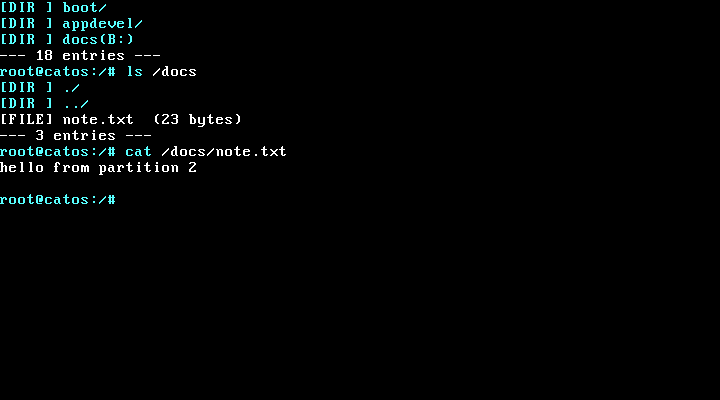 [DIR ] boot/
[DIR ] appdevel/
[DIR ] docs(B:)
--- 18 entries ---
root@catos:/# ls /docs
[DIR ] ./
[DIR ] ../
[FILE] note.txt  (23 bytes)
--- 3 entries ---
root@catos:/# cat /docs/note.txt
hello from partition 2
root@catos:/#